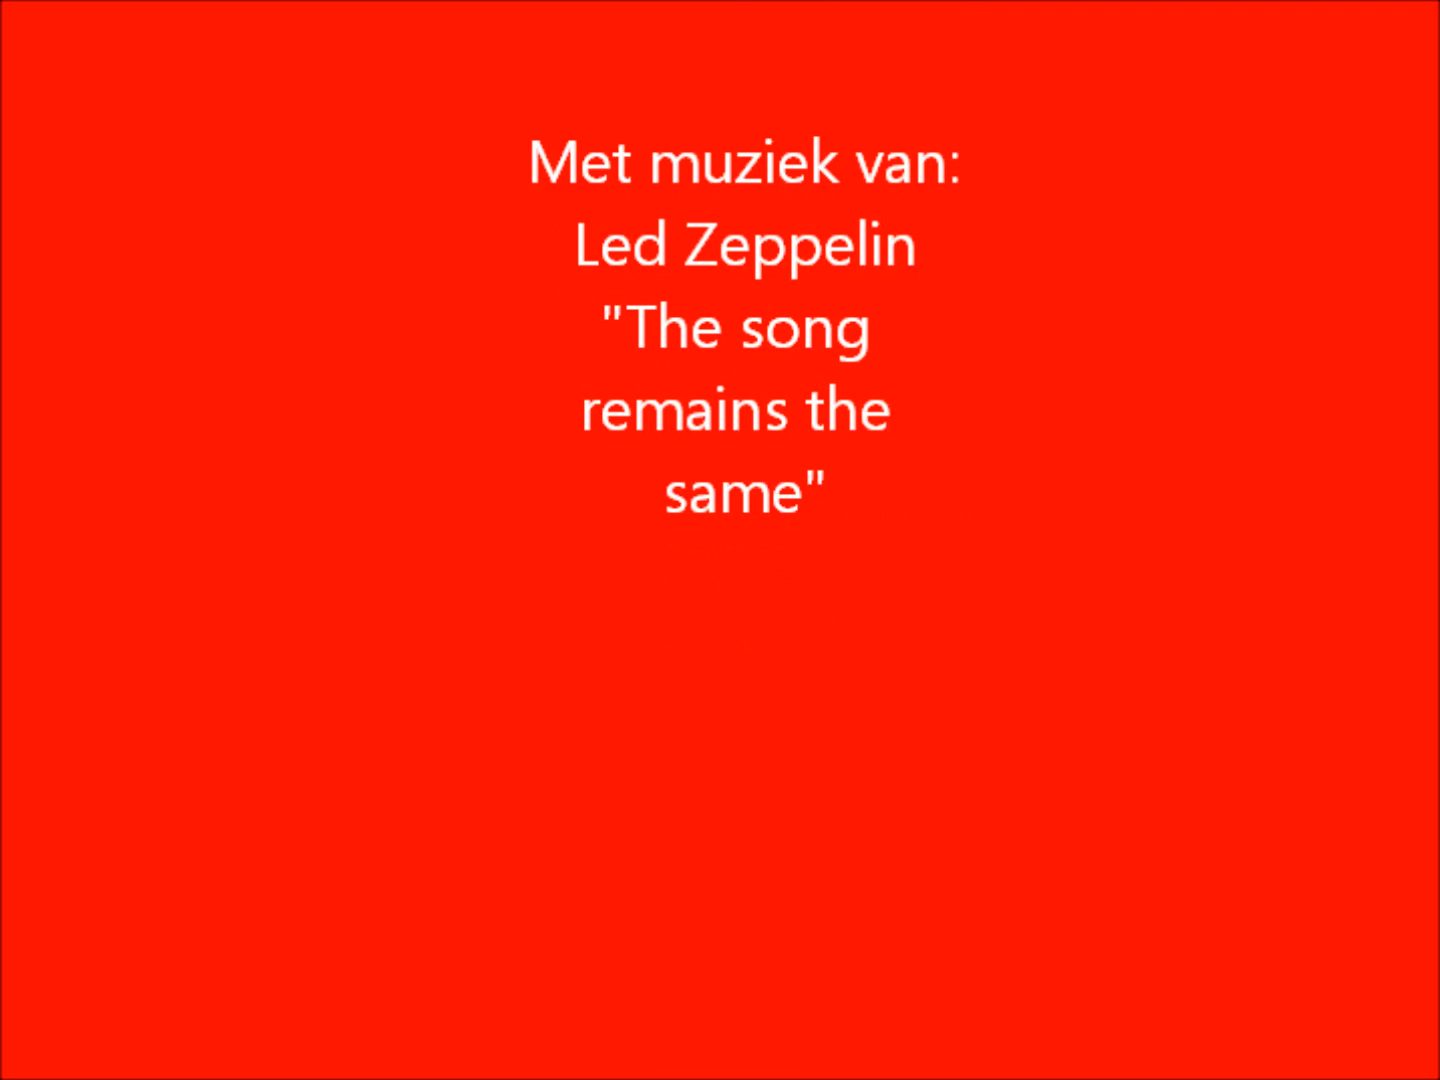 Met muziek van:
Led Zeppelin
"The song
remains the
same"